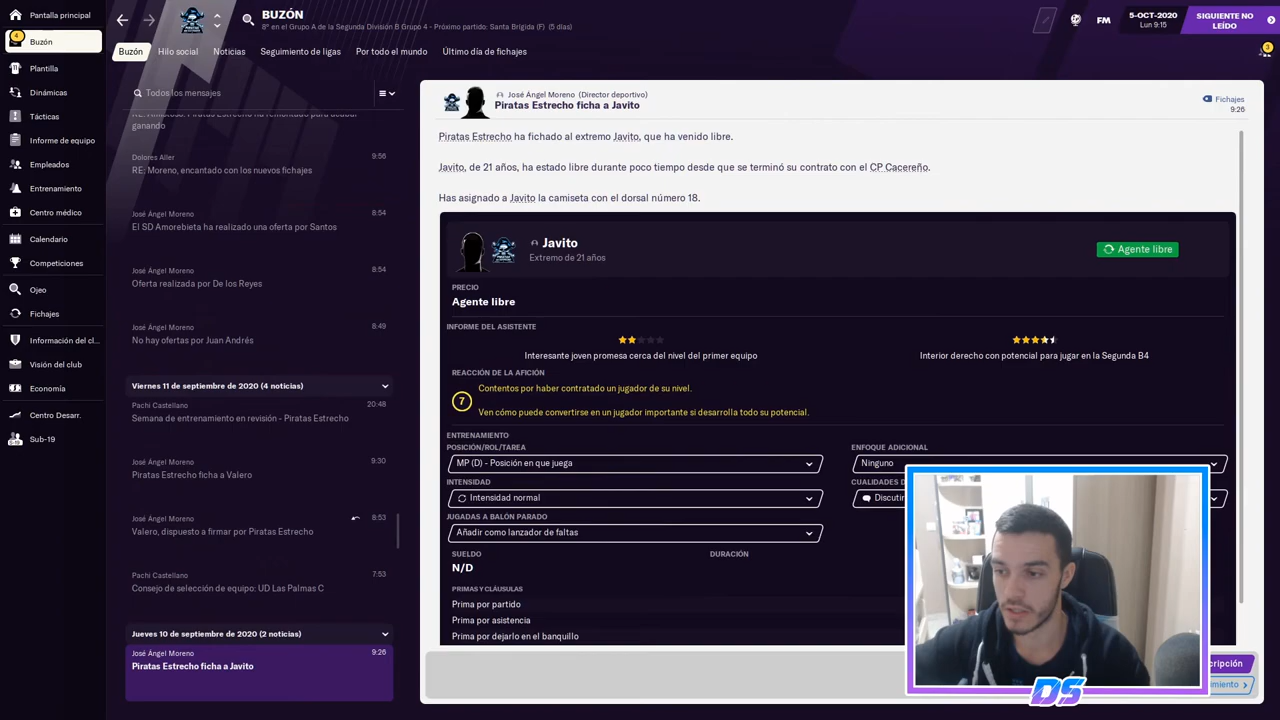 Pantalla principal
4
Buzón
Plantilla
Dinámicas
Tácticas
Informe de equipo
Empleados
Entrenamiento
Centro médico
Calendario
Competiciones
Ojeo
Fichajes
Información del cl...
Visión del club
Economía
Centro Desarr.
Sub-19
BUZÓN
8º en el Grupo A de la Segunda División B Grupo 4 - Próximo partido: Santa Brígida (F) (5 días)
FM
5-OCT-2020
Lun 9:15
SIGUIENTE NO LEÍDO
Buzón
Hilo social
Noticias
Seguimiento de ligas
Por todo el mundo
Último día de fichajes
Todos los mensajes
ganando
Dolores Aller
9:56
RE: Moreno, encantado con los nuevos fichajes
José Ángel Moreno
8:54
El SD Amorebieta ha realizado una oferta por Santos
José Ángel Moreno
8:54
Oferta realizada por De los Reyes
José Ángel Moreno
8:49
No hay ofertas por Juan Andrés
Viernes 11 de septiembre de 2020 (4 noticias)
Pachi Castellano
20:48
Semana de entrenamiento en revisión - Piratas Estrecho
José Ángel Moreno
9:30
Piratas Estrecho ficha a Valero
José Ángel Moreno
8:53
Valero, dispuesto a firmar por Piratas Estrecho
Pachi Castellano
7:53
Consejo de selección de equipo: UD Las Palmas C
Jueves 10 de septiembre de 2020 (2 noticias)
José Ángel Moreno
9:26
Piratas Estrecho ficha a Javito
José Ángel Moreno (Director deportivo)
Piratas Estrecho ficha a Javito
Fichajes
9:26
Piratas Estrecho ha fichado al extremo Javito, que ha venido libre.
Javito, de 21 años, ha estado libre durante poco tiempo desde que se terminó su contrato con el CP Cacereño.
Has asignado a Javito la camiseta con el dorsal número 18.
Javito
Extremo de 21 años
Agente libre
PRECIO
Agente libre
INFORME DEL ASISTENTE
Interesante joven promesa cerca del nivel del primer equipo
Interior derecho con potencial para jugar en la Segunda B4
REACCIÓN DE LA AFICIÓN
7
Contentos por haber contratado un jugador de su nivel.
Ven cómo puede convertirse en un jugador importante si desarrolla todo su potencial.
ENTRENAMIENTO
POSICIÓN/ROL/TAREA
ENFOQUE ADICIONAL
MP (D) - Posición en que juega
Ninguno
INTENSIDAD
CUALIDADES D
Intensidad normal
Discutir
JUGADAS A BALÓN PARADO
Añadir como lanzador de faltas
SUELDO
DURACIÓN
N/D
PRIMAS Y CLÁUSULAS
Prima por partido
Prima por asistencia
Prima por dejarlo en el banquillo
cripción
imiento
DS